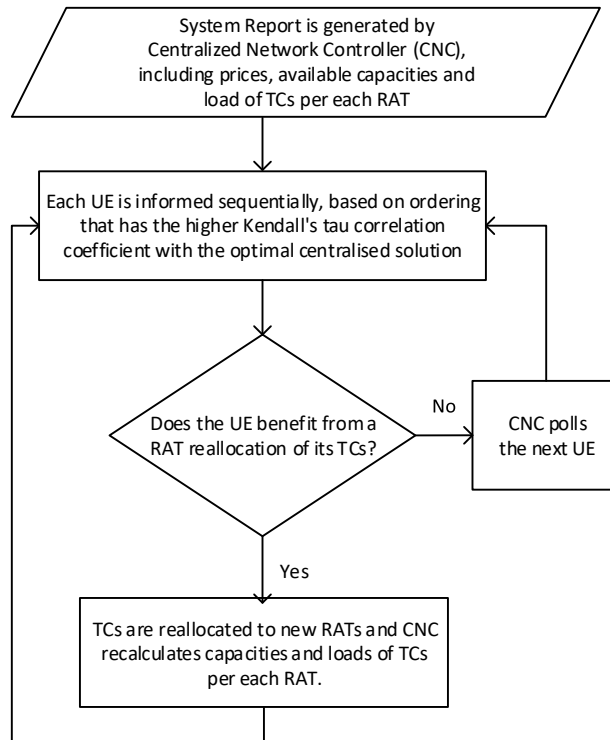 System Report is generated by
Centralized Network Controller (CNC),
including prices, available capacities and
load of TCs per each RAT
Each UE is informed sequentially, based on ordering
that has the higher Kendall's tau correlation
coefficient with the optimal centralised solution
Does the UE benefit from a
RAT reallocation of its TCs?
No
CNC polls
the next UE
Yes
TCs are reallocated to new RATs and CNC
recalculates capacities and loads of TCs
per each RAT.